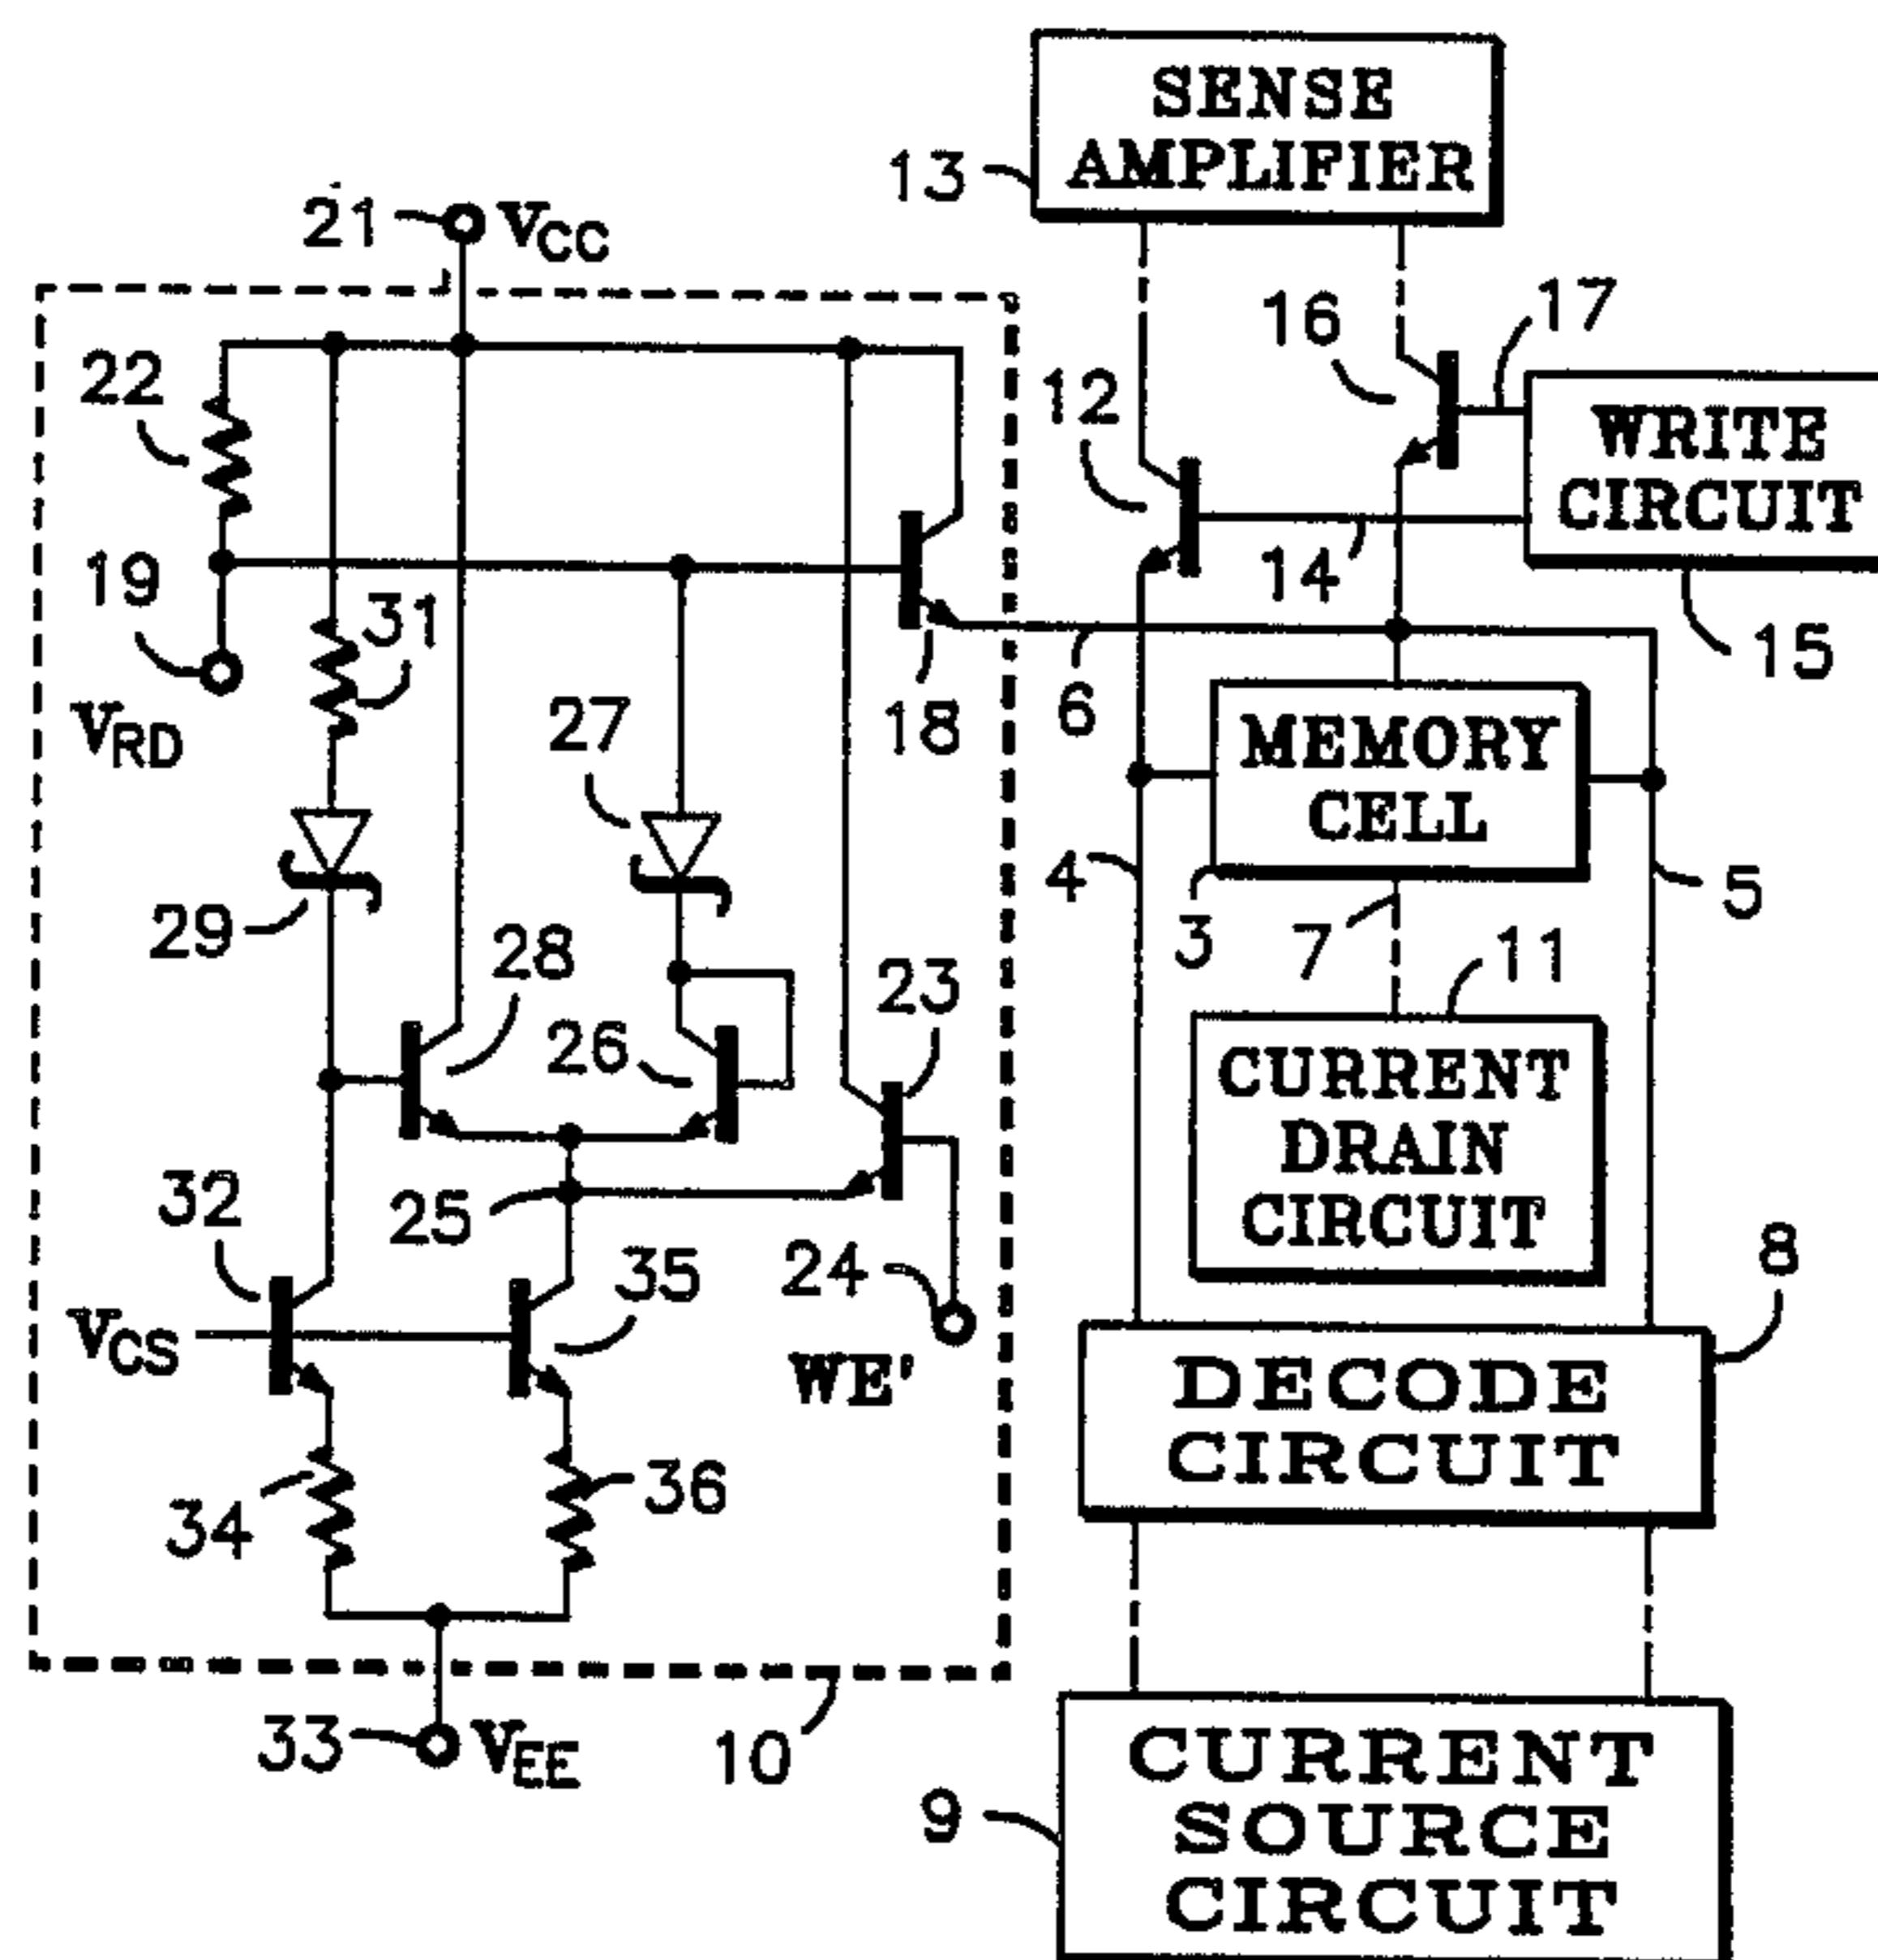 SENSE
AMPLIFIER
13
21
VCC
22
16
17
12
WRITE
CIRCUIT
19
14
31
15
VRD
27
18
6
MEMORY
CELL
4
5
29
3
7
11
28
23
26
CURRENT
DRAIN
CIRCUIT
32
25
35
24
8
VCS
WE'
DECODE
CIRCUIT
34
36
33
VEE
10
CURRENT
SOURCE
CIRCUIT
9